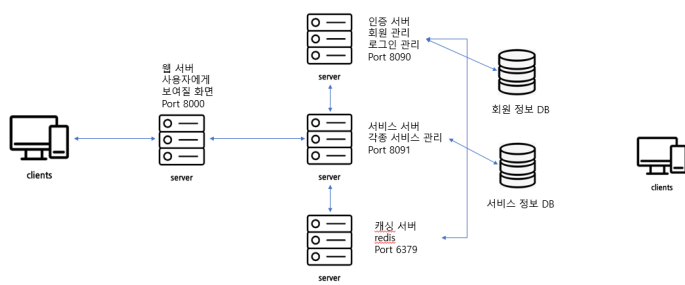 인증 서버
회원 관리
로그인 관리
Port 8090
server
웹 서버
사용자에게
보여질 화면
Port 8000
server
clients
서비스 서버
각종 서비스 관리
Port 8091
server
회원 정보 DB
서비스 정보 DB
캐싱 서버
redis
Port 6379
server
clients